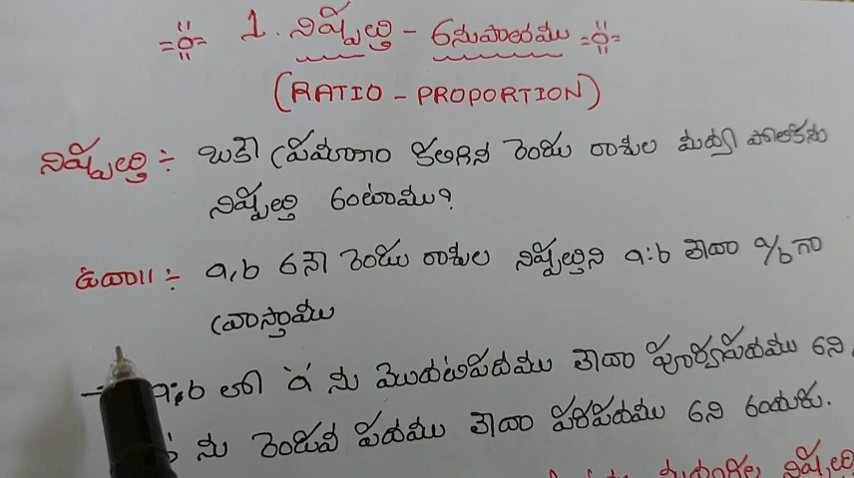 1. నిష్పత్తి - అనుపాతము
(RATIO - PROPORTION)
నిష్పత్తి ÷ ఒకే ప్రమాణం కలిగిన రెండు రాశుల మధ్య పోలికను
నిష్పత్తి అంటాము?
ఉదా॥ ÷ a,b అనే రెండు రాశుల నిష్పత్తిని a:b లేదా a/b గా
వ్రాస్తాము
→ a:b లో 'a' ను మొదటిపదము లేదా పూర్వపదము అని
ను రెండువ పదము లేదా పరపదము అని అందురు.
నిష్పత్తి